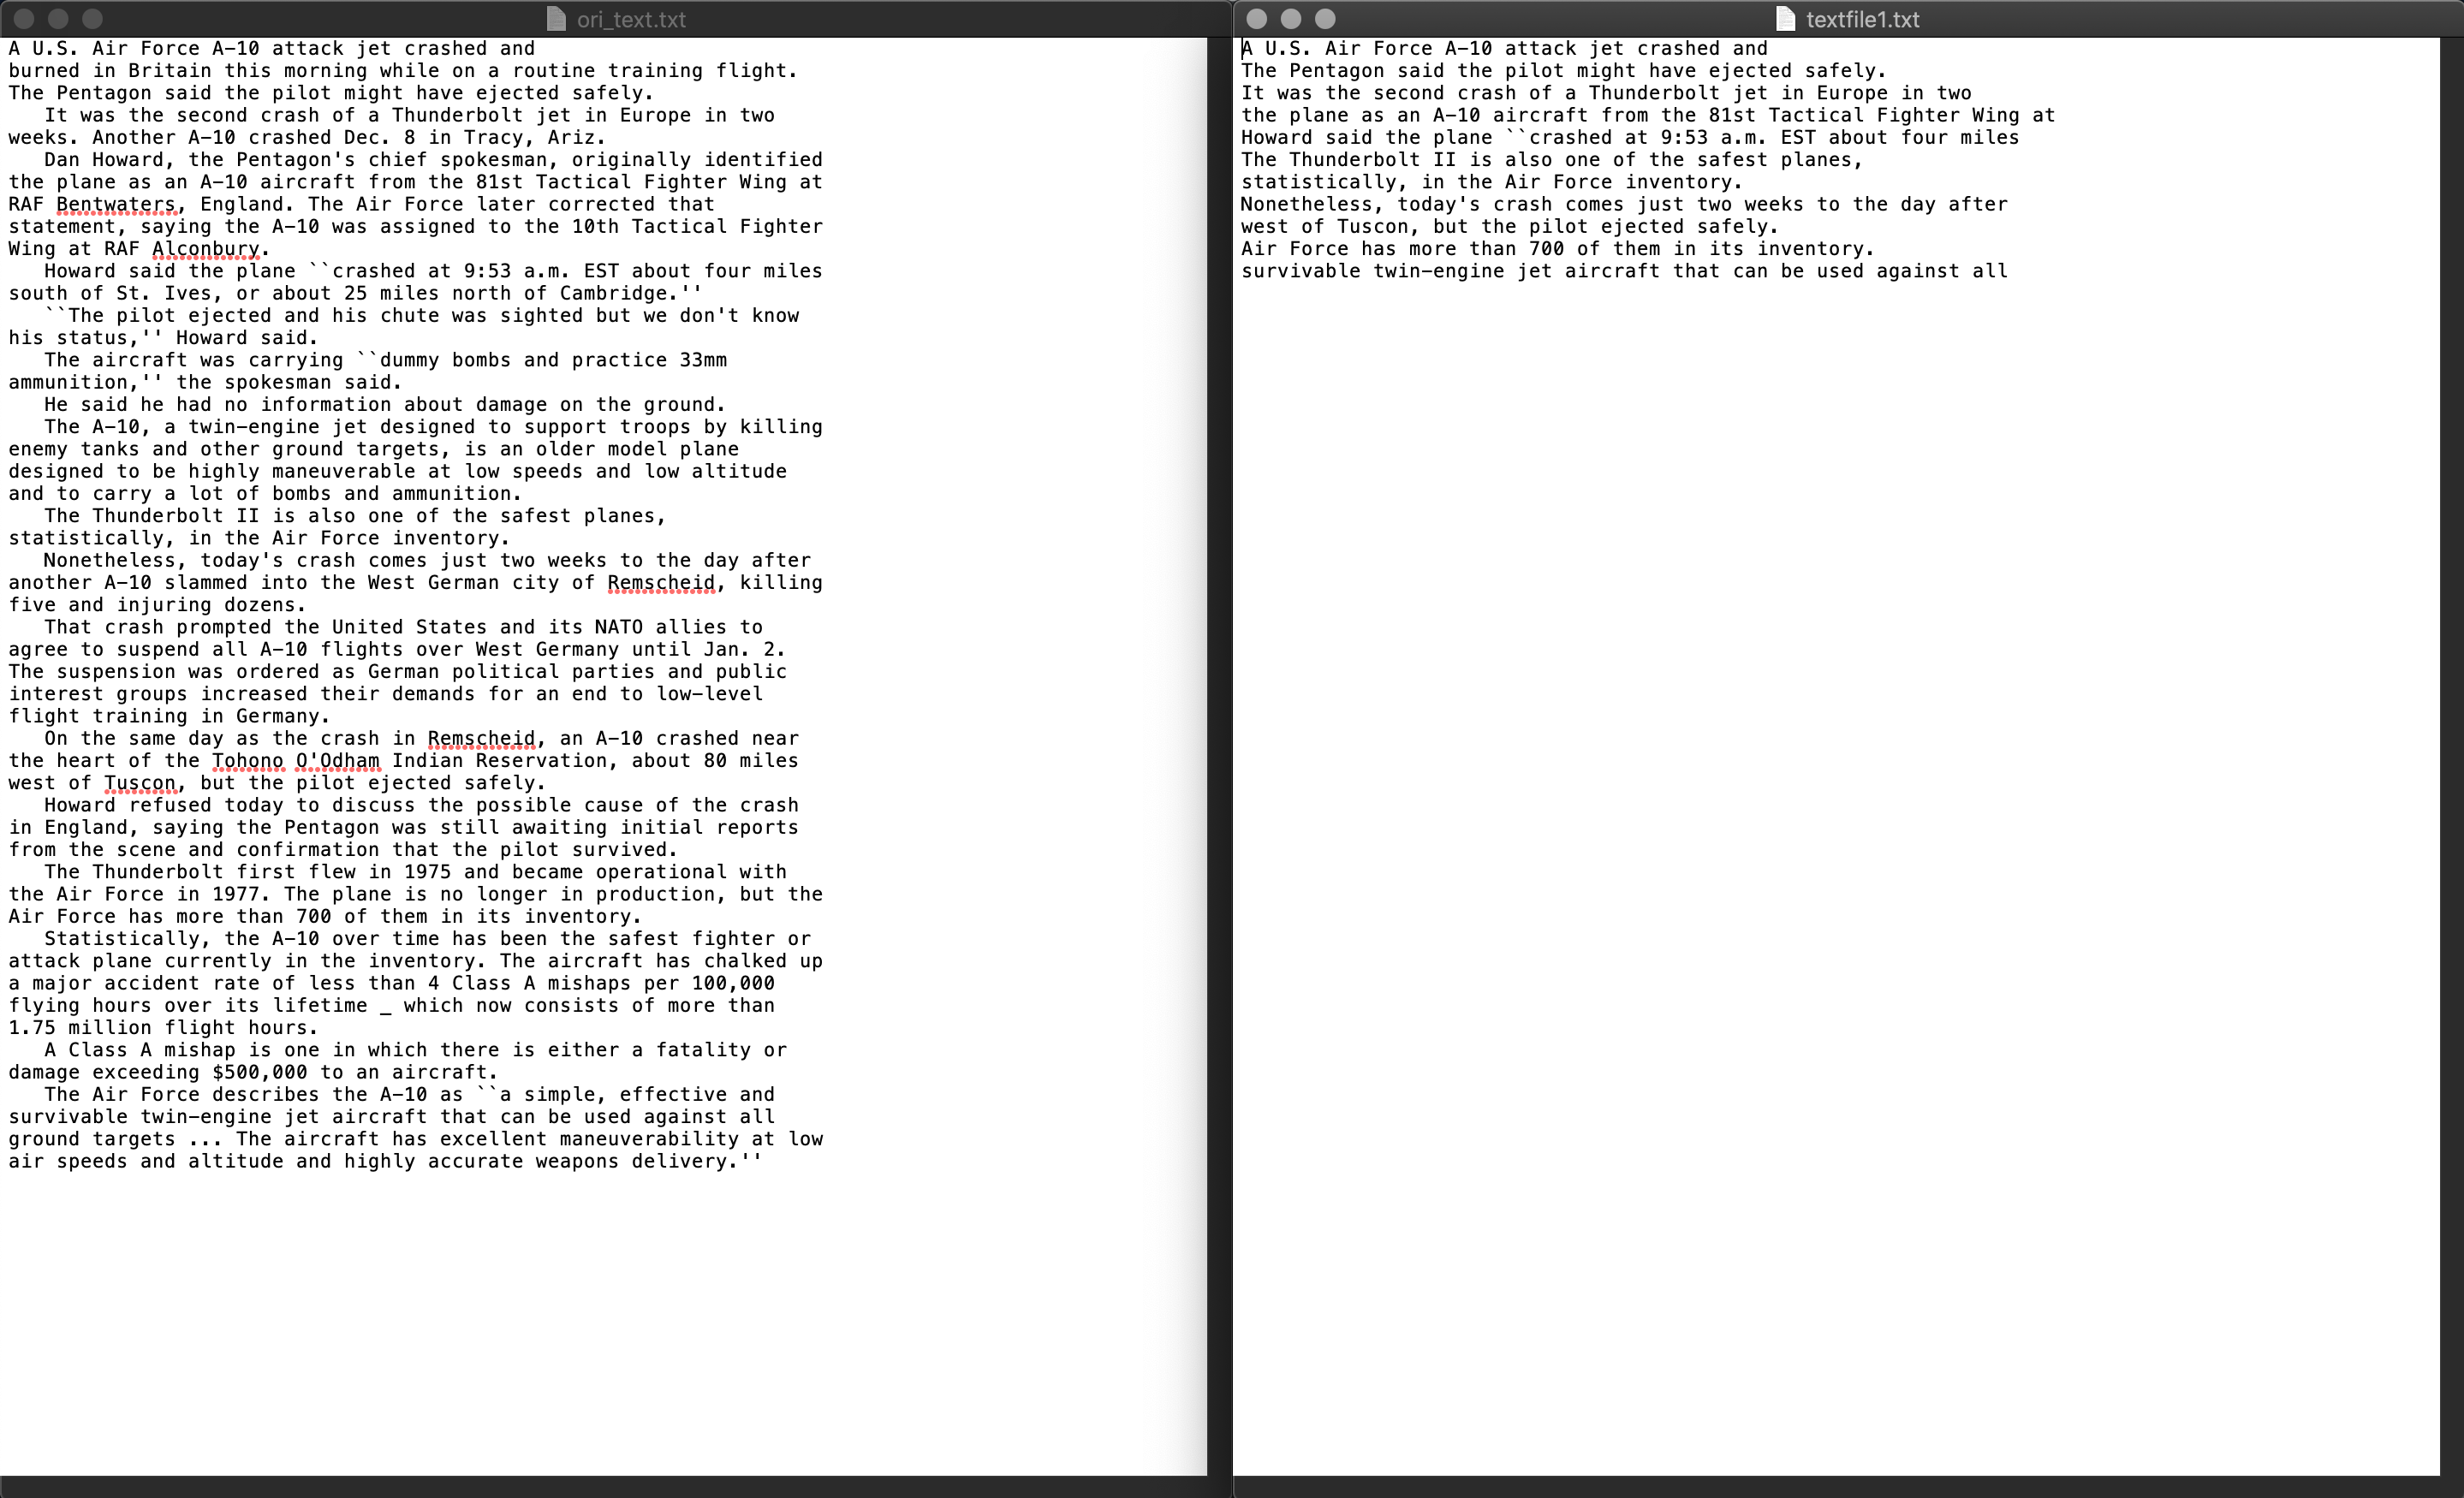 ori_text.txt
A U.S. Air Force A-10 attack jet crashed and
burned in Britain this morning while on a routine training flight.
The Pentagon said the pilot might have ejected safely.
It was the second crash of a Thunderbolt jet in Europe in two
weeks. Another A-10 crashed Dec. 8 in Tracy, Ariz.
Dan Howard, the Pentagon's chief spokesman, originally identified
the plane as an A-10 aircraft from the 81st Tactical Fighter Wing at
RAF Bentwaters, England. The Air Force later corrected that
statement, saying the A-10 was assigned to the 10th Tactical Fighter
Wing at RAF Alconbury.
Howard said the plane ``crashed at 9:53 a.m. EST about four miles
south of St. Ives, or about 25 miles north of Cambridge.''
``The pilot ejected and his chute was sighted but we don't know
his status,'' Howard said.
The aircraft was carrying ``dummy bombs and practice 33mm
ammunition,'' the spokesman said.
He said he had no information about damage on the ground.
The A-10, a twin-engine jet designed to support troops by killing
enemy tanks and other ground targets, is an older model plane
designed to be highly maneuverable at low speeds and low altitude
and to carry a lot of bombs and ammunition.
The Thunderbolt II is also one of the safest planes,
statistically, in the Air Force inventory.
Nonetheless, today's crash comes just two weeks to the day after
another A-10 slammed into the West German city of Remscheid, killing
five and injuring dozens.
That crash prompted the United States and its NATO allies to
agree to suspend all A-10 flights over West Germany until Jan. 2.
The suspension was ordered as German political parties and public
interest groups increased their demands for an end to low-level
flight training in Germany.
On the same day as the crash in Remscheid, an A-10 crashed near
the heart of the Tohono O'Odham Indian Reservation, about 80 miles
west of Tuscon, but the pilot ejected safely.
Howard refused today to discuss the possible cause of the crash
in England, saying the Pentagon was still awaiting initial reports
from the scene and confirmation that the pilot survived.
The Thunderbolt first flew in 1975 and became operational with
the Air Force in 1977. The plane is no longer in production, but the
Air Force has more than 700 of them in its inventory.
Statistically, the A-10 over time has been the safest fighter or
attack plane currently in the inventory. The aircraft has chalked up
a major accident rate of less than 4 Class A mishaps per 100,000
flying hours over its lifetime _ which now consists of more than
1.75 million flight hours.
A Class A mishap is one in which there is either a fatality or
damage exceeding $500,000 to an aircraft.
The Air Force describes the A-10 as ``a simple, effective and
survivable twin-engine jet aircraft that can be used against all
ground targets ... The aircraft has excellent maneuverability at low
air speeds and altitude and highly accurate weapons delivery.''
textfile1.txt
A U.S. Air Force A-10 attack jet crashed and
The Pentagon said the pilot might have ejected safely.
It was the second crash of a Thunderbolt jet in Europe in two
the plane as an A-10 aircraft from the 81st Tactical Fighter Wing at
Howard said the plane ``crashed at 9:53 a.m. EST about four miles
The Thunderbolt II is also one of the safest planes,
statistically, in the Air Force inventory.
Nonetheless, today's crash comes just two weeks to the day after
west of Tuscon, but the pilot ejected safely.
Air Force has more than 700 of them in its inventory.
survivable twin-engine jet aircraft that can be used against all